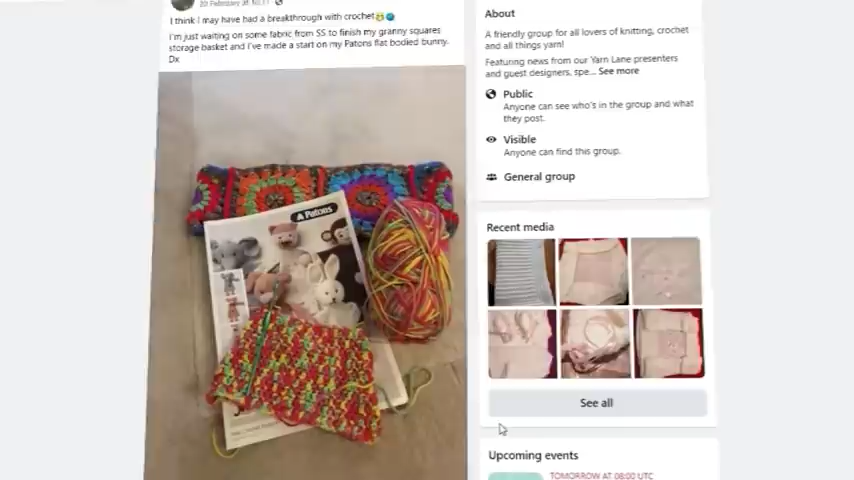 I think I may have had a breakthrough with crochet
I'm just waiting on some fabric from SS to finish my granny squares
storage basket and I've made a start on my Patons flat bodied bunny.
Dx
Patons
About
A friendly group for all lovers of knitting, crochet
and all things yarn!
Featuring news from our Yarn Lane presenters
and guest designers, spe... See more
Public
Anyone can see who's in the group and what
they post.
Visible
Anyone can find this group.
General group
Recent media
See all
Upcoming events
TOMORROW AT 08:00 UTC